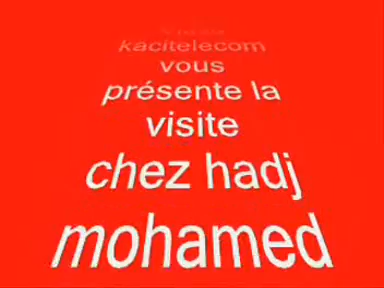 kacitelecom
vous
présente la
visite
chez hadj
mohamed